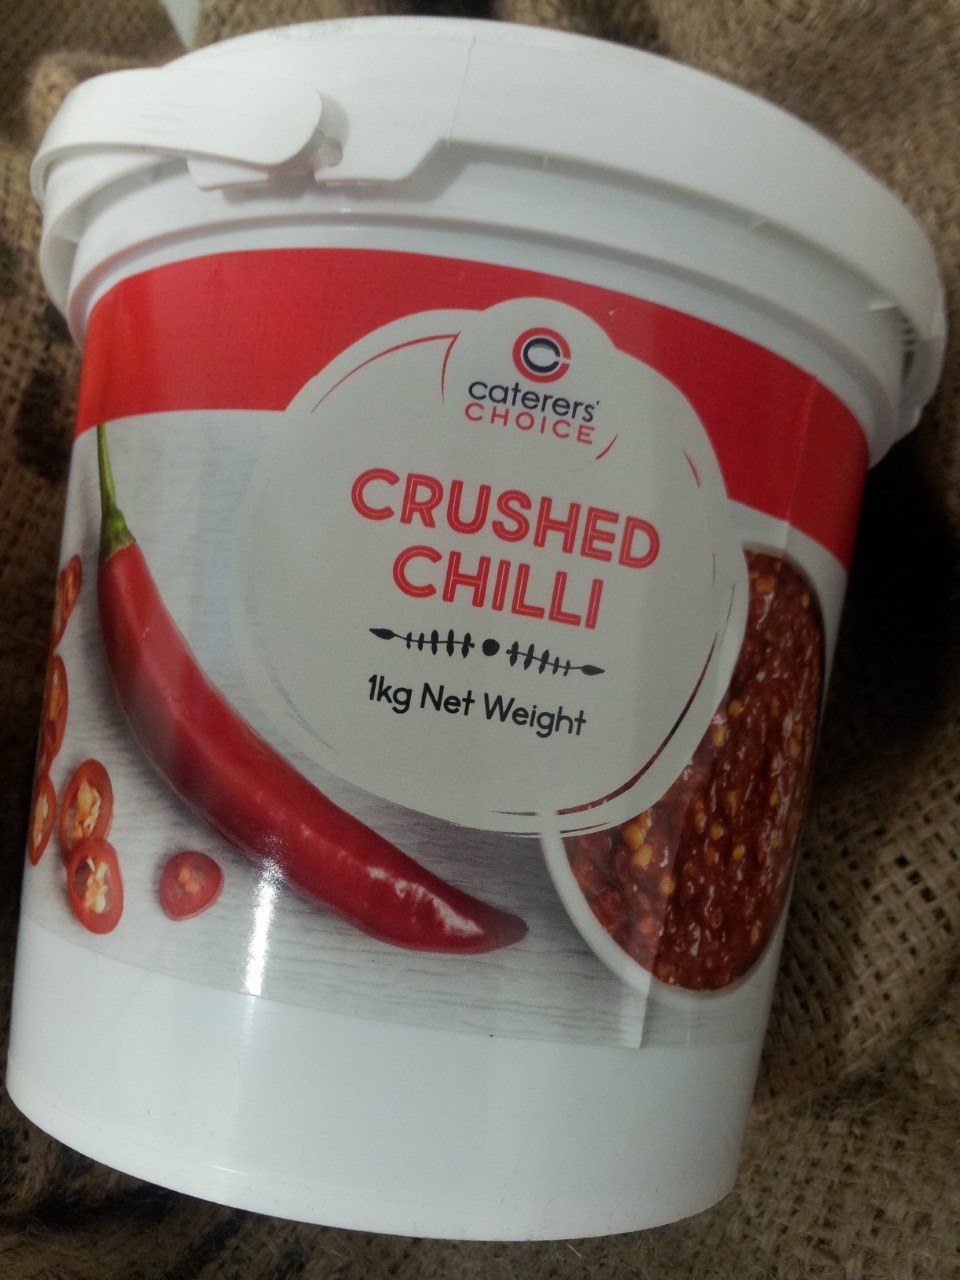 caterers'
CHOICE
CRUSHED
CHILLI
1kg Net Weight